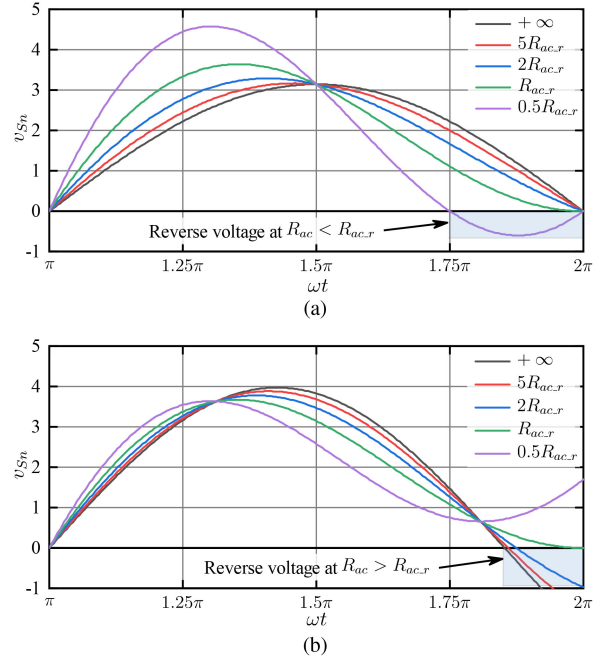 5
4
3
2
1
0
-1
v_{Sn}
+∞
5R_{ac_r}
2R_{ac_r}
R_{ac_r}
0.5R_{ac_r}
Reverse voltage at R_{ac} < R_{ac_r}
π 1.25π 1.5π 1.75π 2π
ωt
(a)
5
4
3
2
1
0
-1
v_{Sn}
+∞
5R_{ac_r}
2R_{ac_r}
R_{ac_r}
0.5R_{ac_r}
Reverse voltage at R_{ac} > R_{ac_r}
π 1.25π 1.5π 1.75π 2π
ωt
(b)